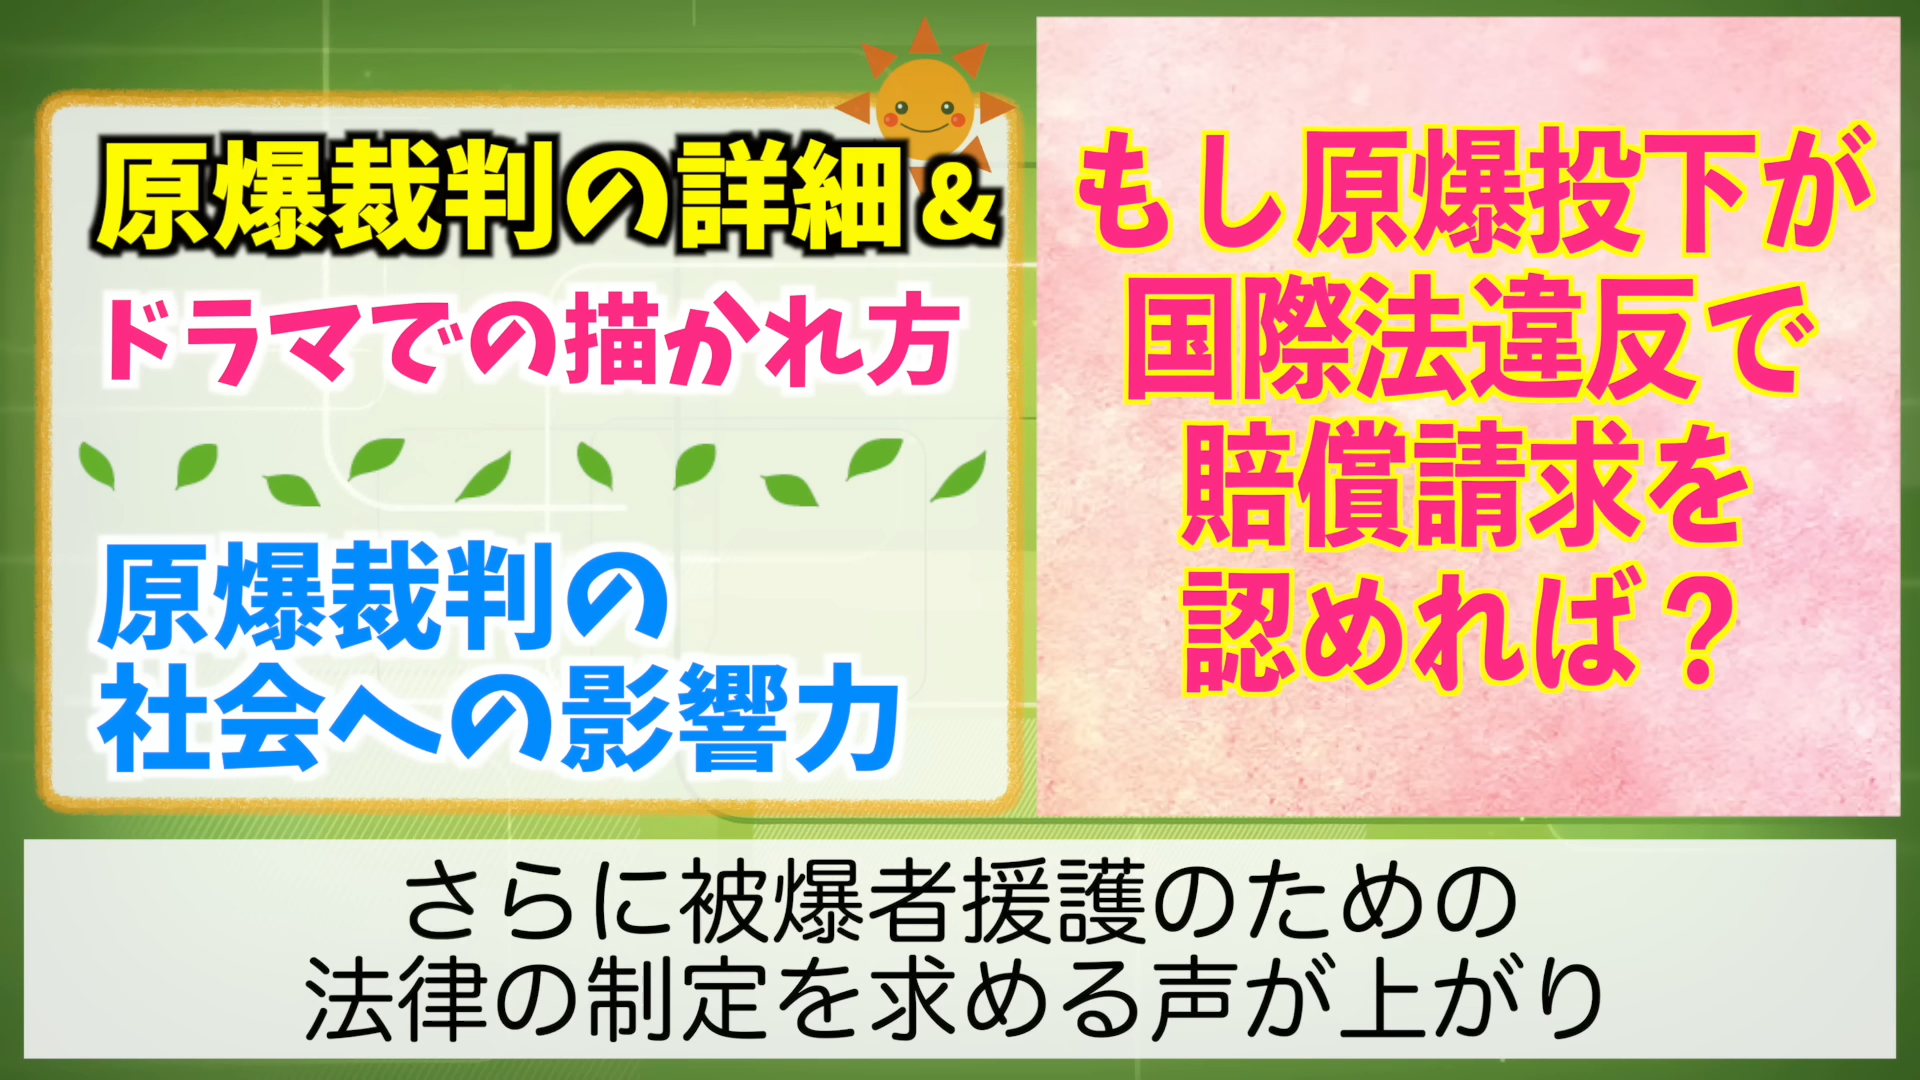 原爆裁判の詳細&
ドラマでの描かれ方
原爆裁判の
社会への影響力
もし原爆投下が
国際法違反で
賠償請求を
認めれば？
さらに被爆者援護のための
法律の制定を求める声が上がり